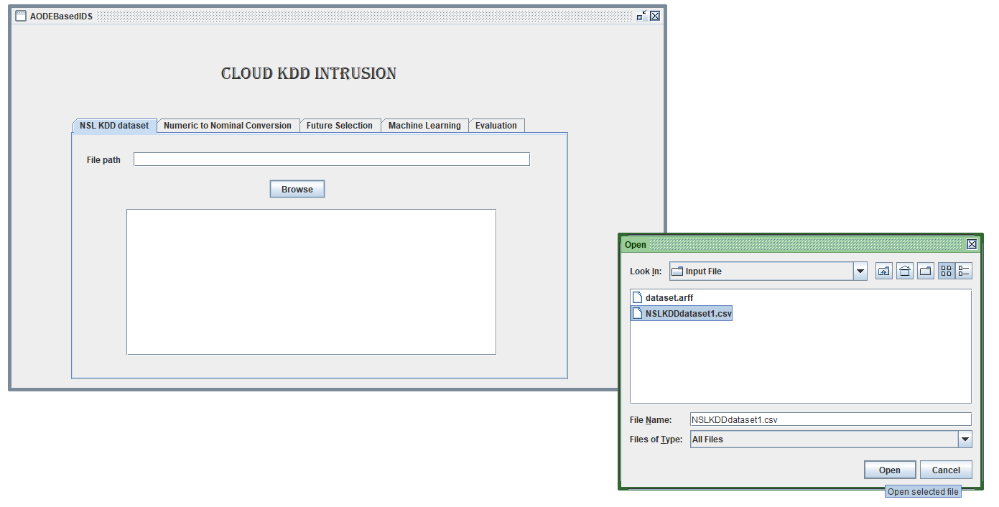 AODEBasedIDS
CLOUD KDD INTRUSION
NSL KDD dataset Numeric to Nominal Conversion Future Selection Machine Learning Evaluation
File path
Browse
Open
Look In: Input File
dataset.arff
NSLKDDdataset1.csv
File Name: NSLKDDdataset1.csv
Files of Type: All Files
Open Cancel
Open selected file